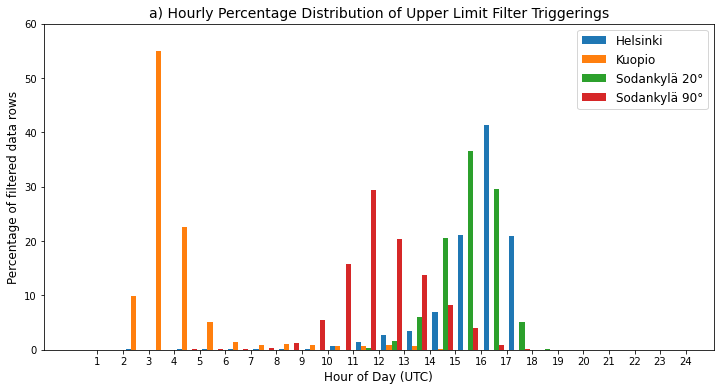 a) Hourly Percentage Distribution of Upper Limit Filter Triggerings
Helsinki
Kuopio
Sodankylä 20°
Sodankylä 90°
Percentage of filtered data rows
60
50
40
30
20
10
0
1 2 3 4 5 6 7 8 9 10 11 12 13 14 15 16 17 18 19 20 21 22 23 24
Hour of Day (UTC)